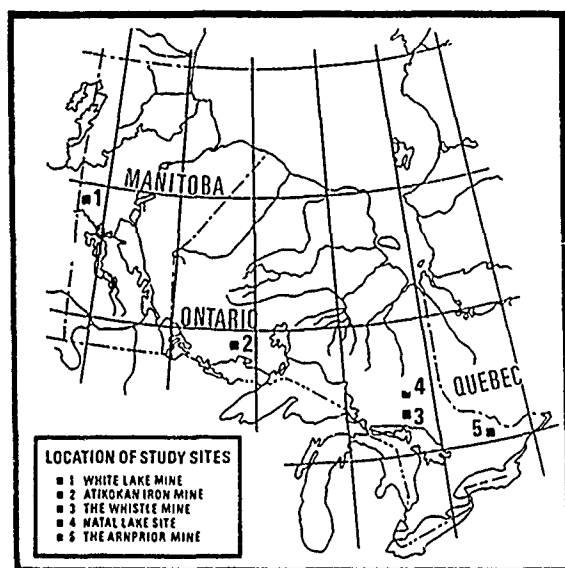 MANITOBA
1
ONTARIO
2
QUEBEC
4
3
5
LOCATION OF STUDY SITES
1 WHITE LAKE MINE
2 ATIKOKAN IRON MINE
3 THE WHISTLE MINE
4 NATAL LAKE SITE
5 THE ARNPRIOR MINE